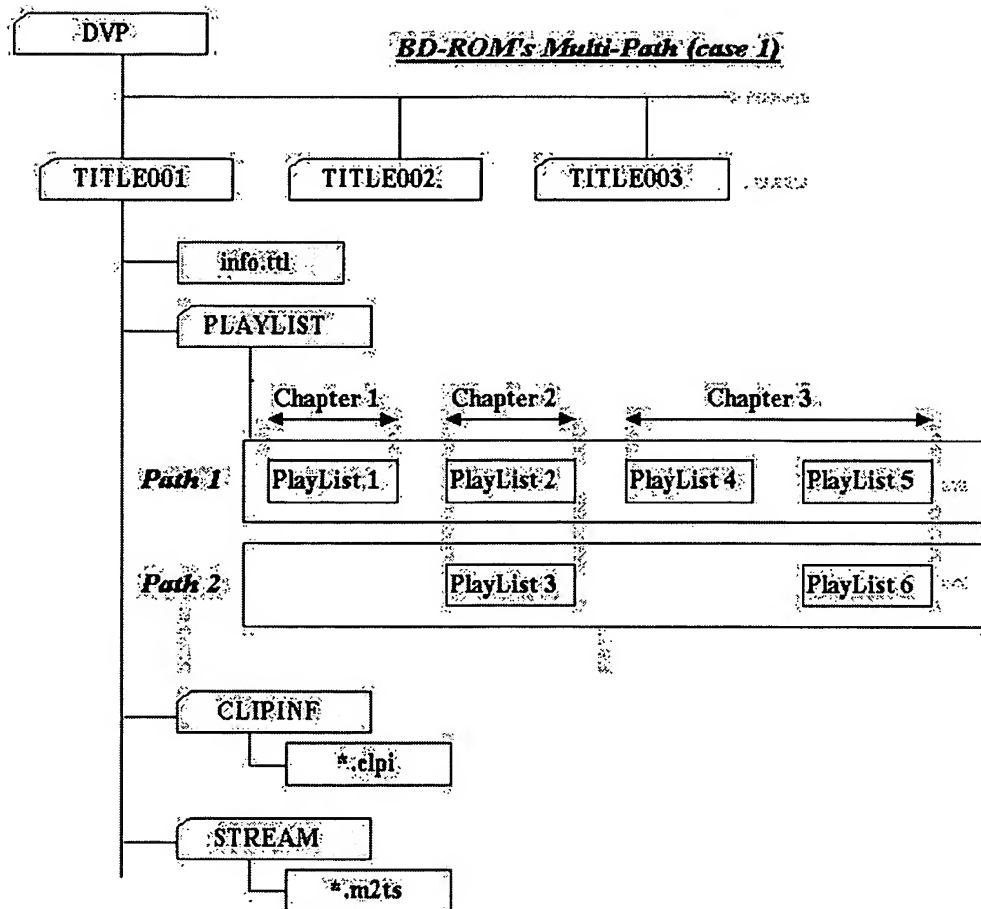 DVP
BD-ROM's Multi-Path (case 1)
TITLE001 TITLE002 TITLE003
info.ttl
PLAYLIST
Chapter 1 Chapter 2 Chapter 3
Path 1 PlayList 1 PlayList 2 PlayList 4 PlayList 5
Path 2 PlayList 3 PlayList 6
CLIPINF
*.clpi
STREAM
*.m2ts